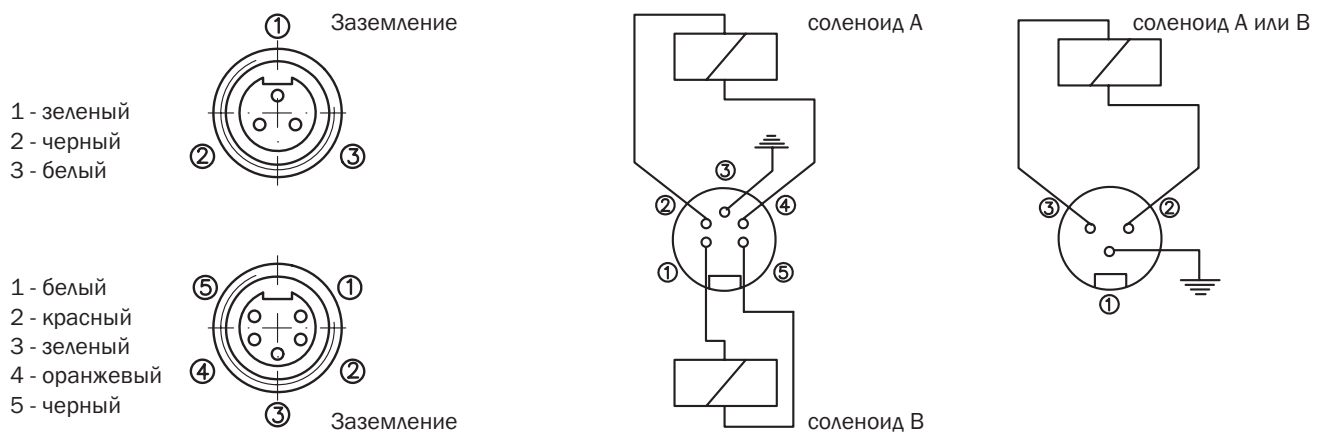 ① Заземление
1 - зеленый
2 - черный
3 - белый
② ③
1 - белый
2 - красный
3 - зеленый
4 - оранжевый
5 - черный
⑤ ①
④ ②
③ Заземление
соленоид A
③
② ④
① ⑤
соленоид B
соленоид A или B
③ ②
①